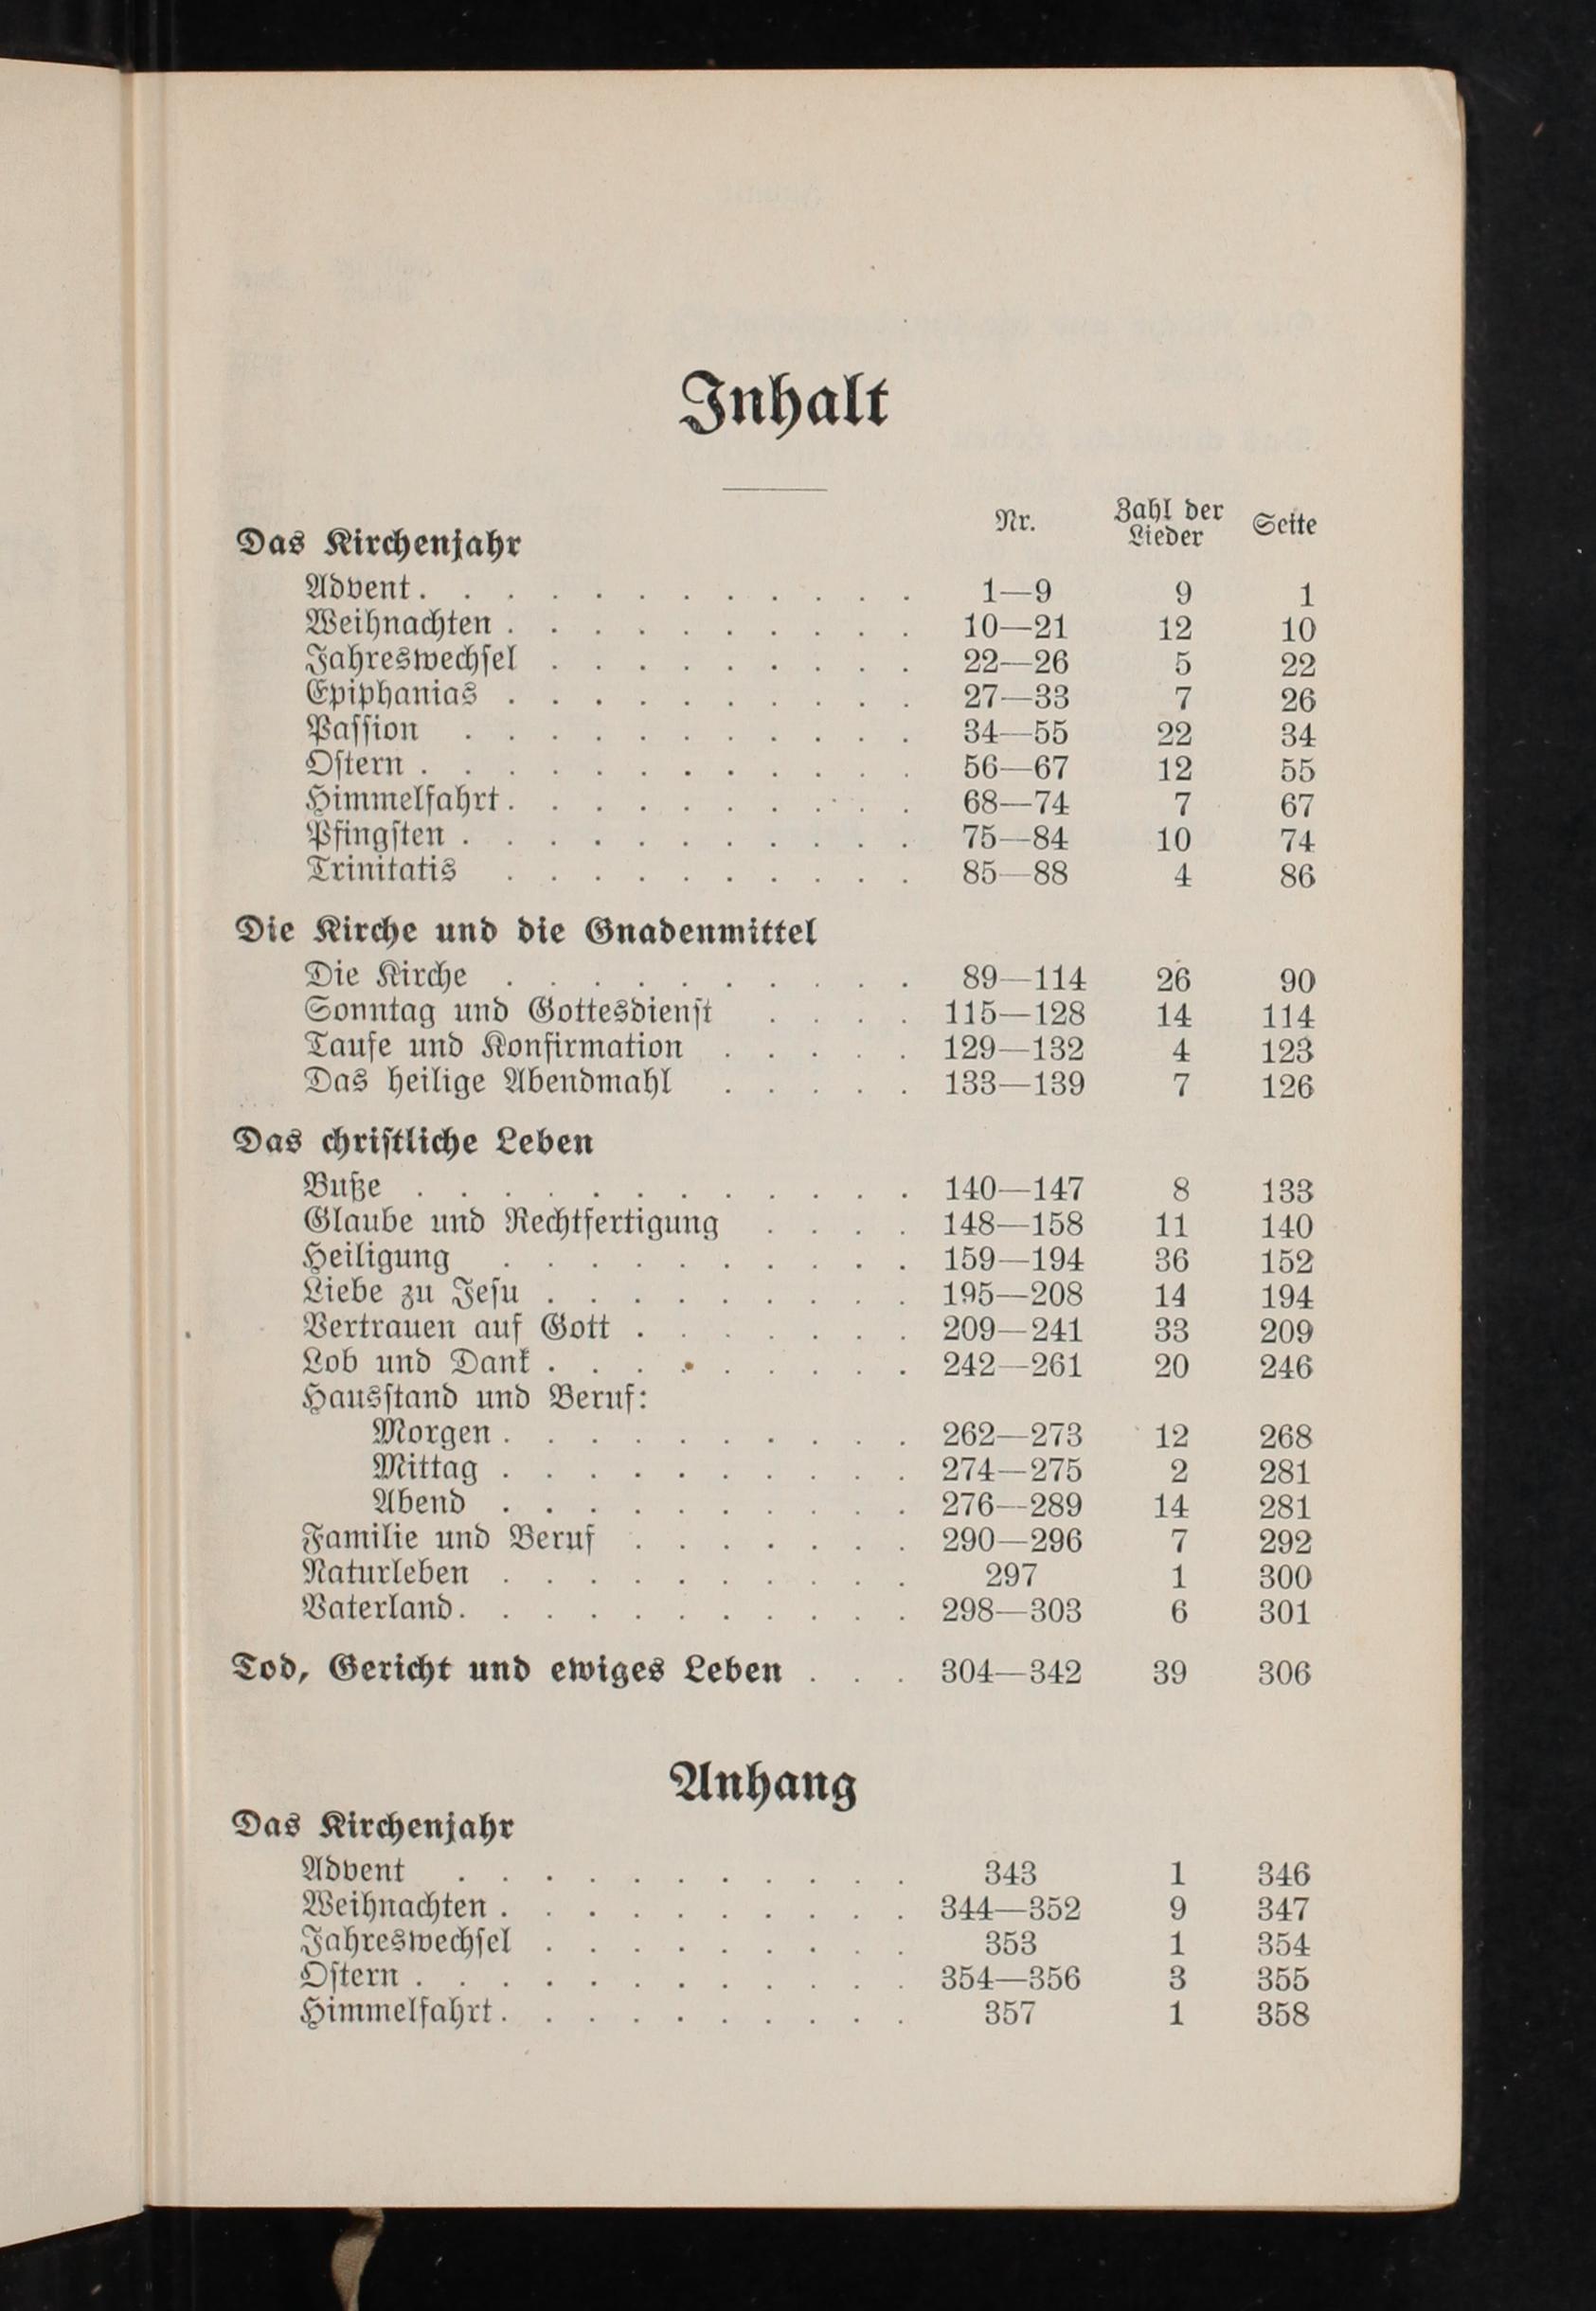 Inhalt
Nr. Zahl der Lieder Seite
Das Kirchenjahr
Advent. . . . . . . . . . . . 1—9 9 1
Weihnachten . . . . . . . . . . 10—21 12 10
Jahreswechsel . . . . . . . . . 22—26 5 22
Epiphanias . . . . . . . . . . 27—33 7 26
Passion . . . . . . . . . . . 34—55 22 34
Ostern . . . . . . . . . . . . 56—67 12 55
Himmelfahrt. . . . . . . . . . 68—74 7 67
Pfingsten . . . . . . . . . . . 75—84 10 74
Trinitatis . . . . . . . . . . 85—88 4 86
Die Kirche und die Gnadenmittel
Die Kirche . . . . . . . . . . 89—114 26 90
Sonntag und Gottesdienst . . . . 115—128 14 114
Taufe und Konfirmation . . . . . 129—132 4 123
Das heilige Abendmahl . . . . . 133—139 7 126
Das christliche Leben
Buße . . . . . . . . . . . . 140—147 8 133
Glaube und Rechtfertigung . . . . 148—158 11 140
Heiligung . . . . . . . . . . 159—194 36 152
Liebe zu Jesu . . . . . . . . . 195—208 14 194
Vertrauen auf Gott . . . . . . . 209—241 33 209
Lob und Dank . . . . . . . . . 242—261 20 246
Hausstand und Beruf:
Morgen . . . . . . . . . . 262—273 12 268
Mittag . . . . . . . . . . 274—275 2 281
Abend . . . . . . . . . . 276—289 14 281
Familie und Beruf . . . . . . . 290—296 7 292
Naturleben . . . . . . . . . . 297 1 300
Vaterland. . . . . . . . . . . 298—303 6 301
Tod, Gericht und ewiges Leben . . . 304—342 39 306
Anhang
Das Kirchenjahr
Advent . . . . . . . . . . . 343 1 346
Weihnachten . . . . . . . . . . 344—352 9 347
Jahreswechsel . . . . . . . . . 353 1 354
Ostern . . . . . . . . . . . . 354—356 3 355
Himmelfahrt. . . . . . . . . . 357 1 358